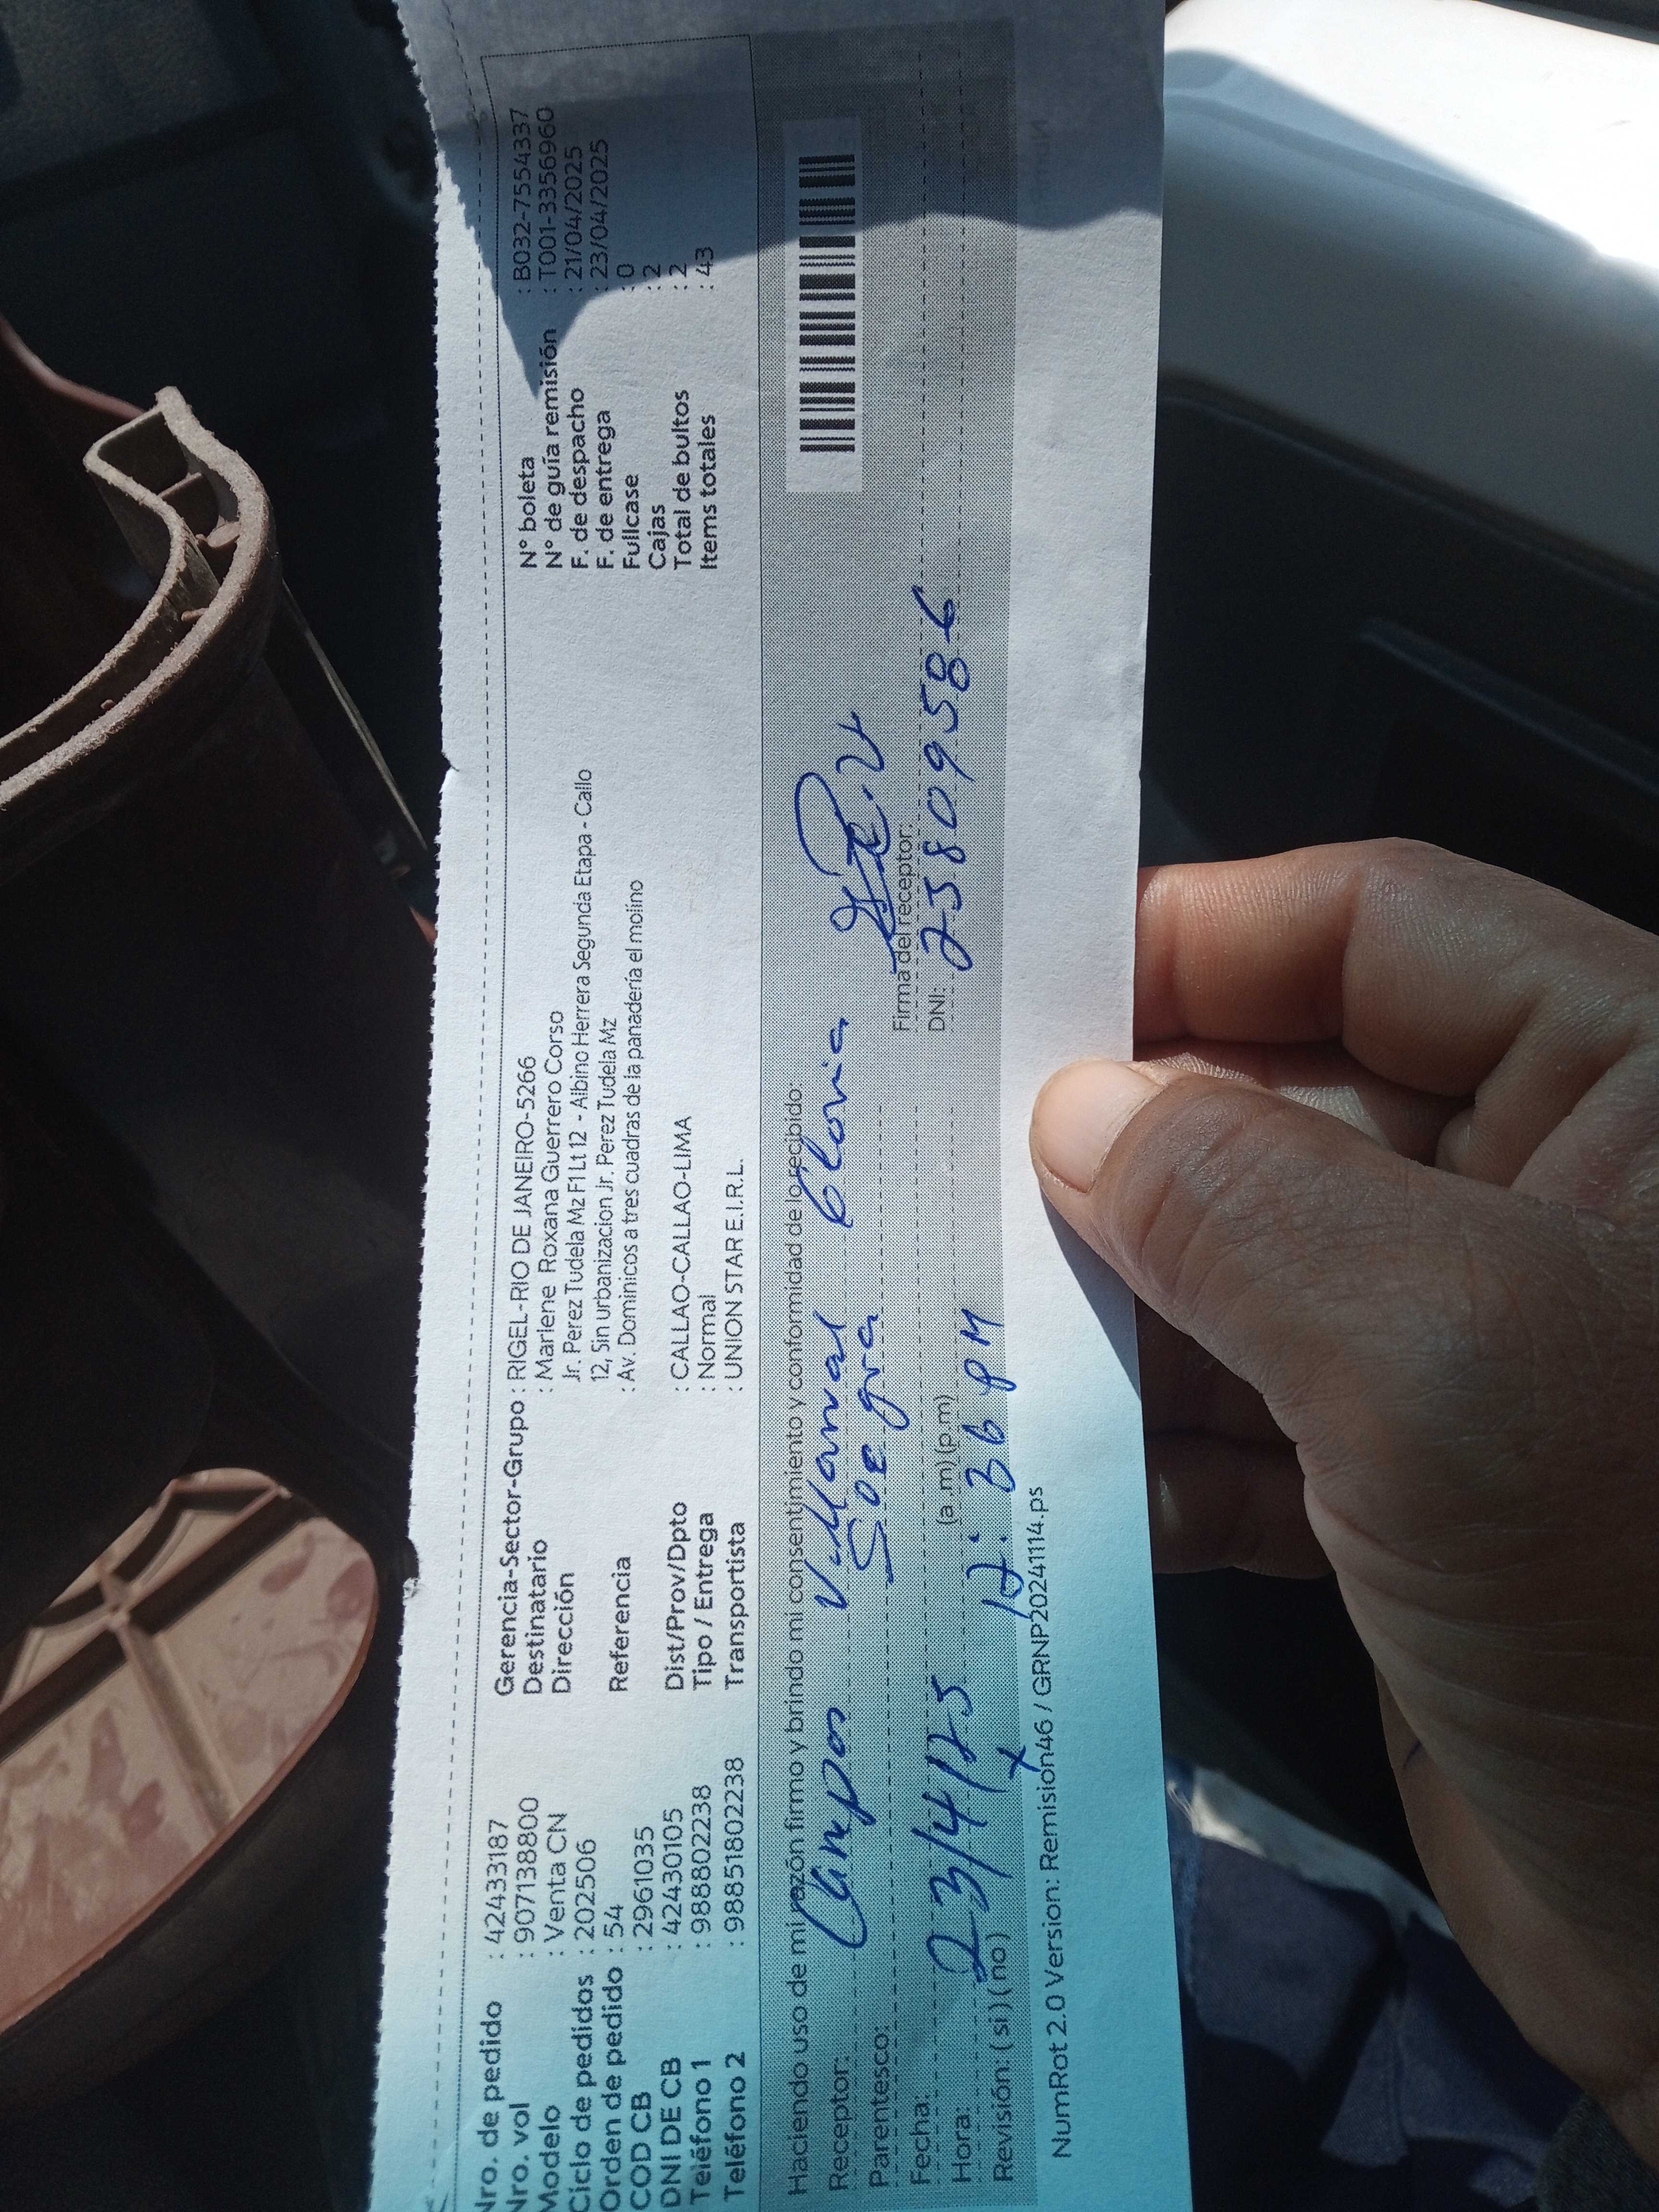 Nro. de pedido : 42433187
Nro. vol : 907138800
Modelo : Venta CN
Ciclo de pedidos : 202506
Orden de pedido : 54
COD CB : 2961035
DNI DE CB : 42430105
Teléfono 1 : 988802238
Teléfono 2 : 988518022238
Gerencia-Sector-Grupo : RIGEL-RIO DE JANEIRO-5266
Destinatario : Marlene Roxana Guerrero Corso
Dirección Jr. Perez Tudela Mz F1 Lt 12 - Albino Herrera Segunda Etapa - Callo
12, Sin urbanizacion Jr. Perez Tudela Mz
Referencia : Av. Dominicos a tres cuadras de la panadería el molino
Dist/Prov/Dpto : CALLAO-CALLAO-LIMA
Tipo / Entrega : Normal
Transportista : UNION STAR E.I.R.L.
N° boleta : B032-7554337
N° de guía remisión : T001-3356960
F. de despacho : 21/04/2025
F. de entrega : 23/04/2025
Fullcase : 0
Cajas : 2
Total de bultos : 2
Items totales : 43
Haciendo uso de mi razón firmo y brindo mi consentimiento y conformidad de lo recibido:
Receptor: Campos Villarroal Gloria
Parentesco: Soegra
Firma del receptor:
Fecha: 23/4/25
DNI: 23809586
Hora: (a m) (p m) 12:36 PM
Revisión: ( si ) ( no ) X
NumRot 2.0 Version: Remision46 / GRNP20241114.ps